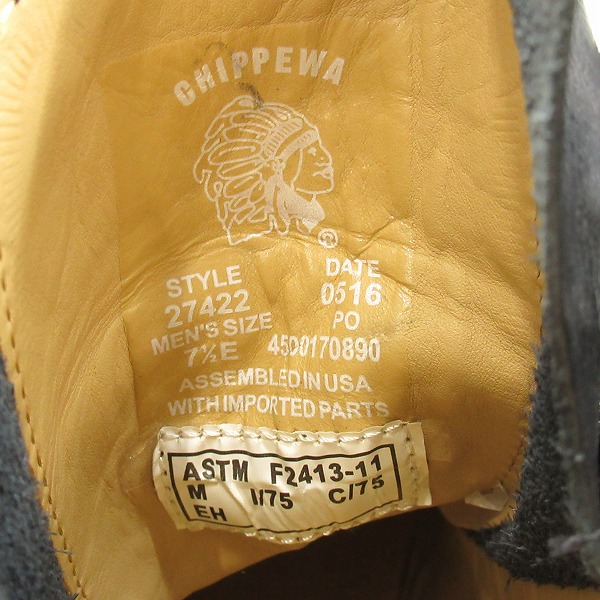 CHIPPEWA
®
STYLE DATE
27422 0516
MEN'S SIZE PO
7½ E 4500170890
ASSEMBLED IN USA
WITH IMPORTED PARTS
ASTM F2413-11
M I/75 C/75
EH